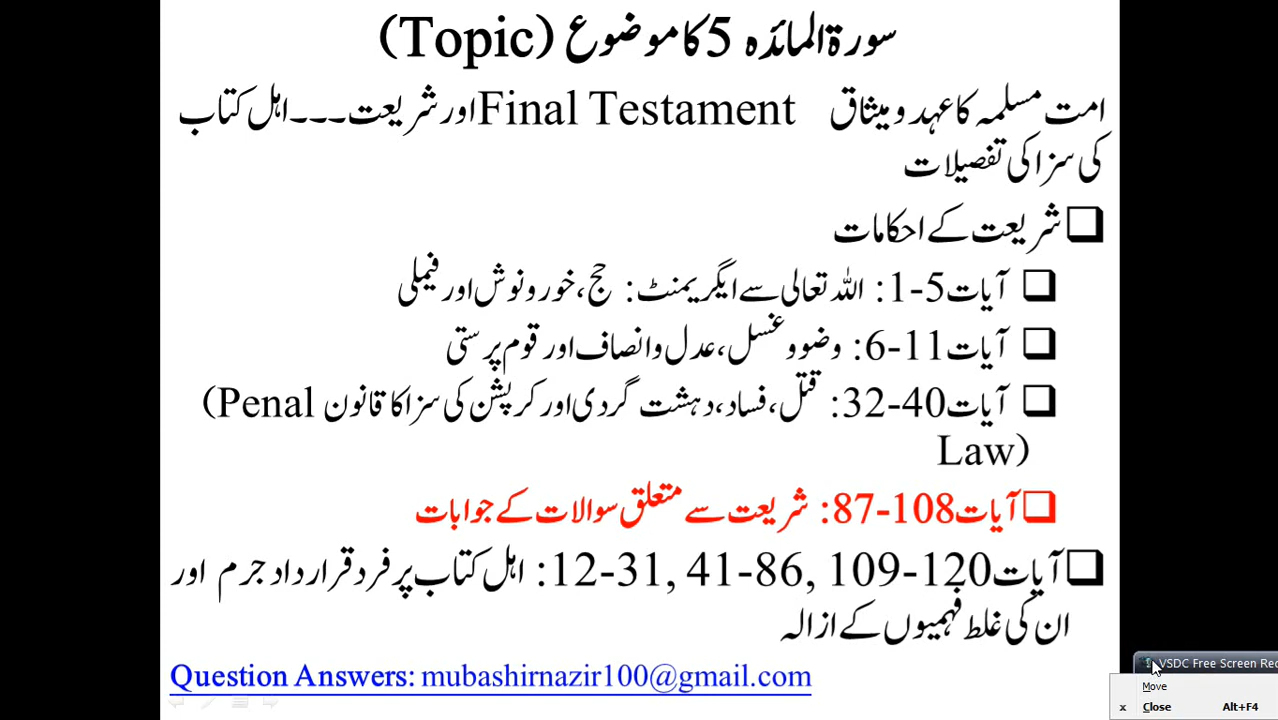 سورۃ المائدہ 5 کا موضوع (Topic)
امت مسلمہ کا عہد و میثاق Final Testament اور شریعت۔۔۔ اہل کتاب
کی سزا کی تفصیلات
❑ شریعت کے احکامات
❑ آیات 1-5: اللہ تعالی سے ایگریمنٹ: حج، خور و نوش اور فیملی
❑ آیات 6-11: وضو و غسل، عدل و انصاف اور قوم پرستی
❑ آیات 32-40: قتل، فساد، دہشت گردی اور کرپشن کی سزا کا قانون (Penal
Law)
❑ آیات 87-108: شریعت سے متعلق سوالات کے جوابات
❑ آیات 12-31, 41-86, 109-120: اہل کتاب پر فرد قرار داد جرم اور
ان کی غلط فہمیوں کے ازالہ
Question Answers: mubashirnazir100@gmail.com
VSDC Free Screen Rec
Move
x Close Alt+F4